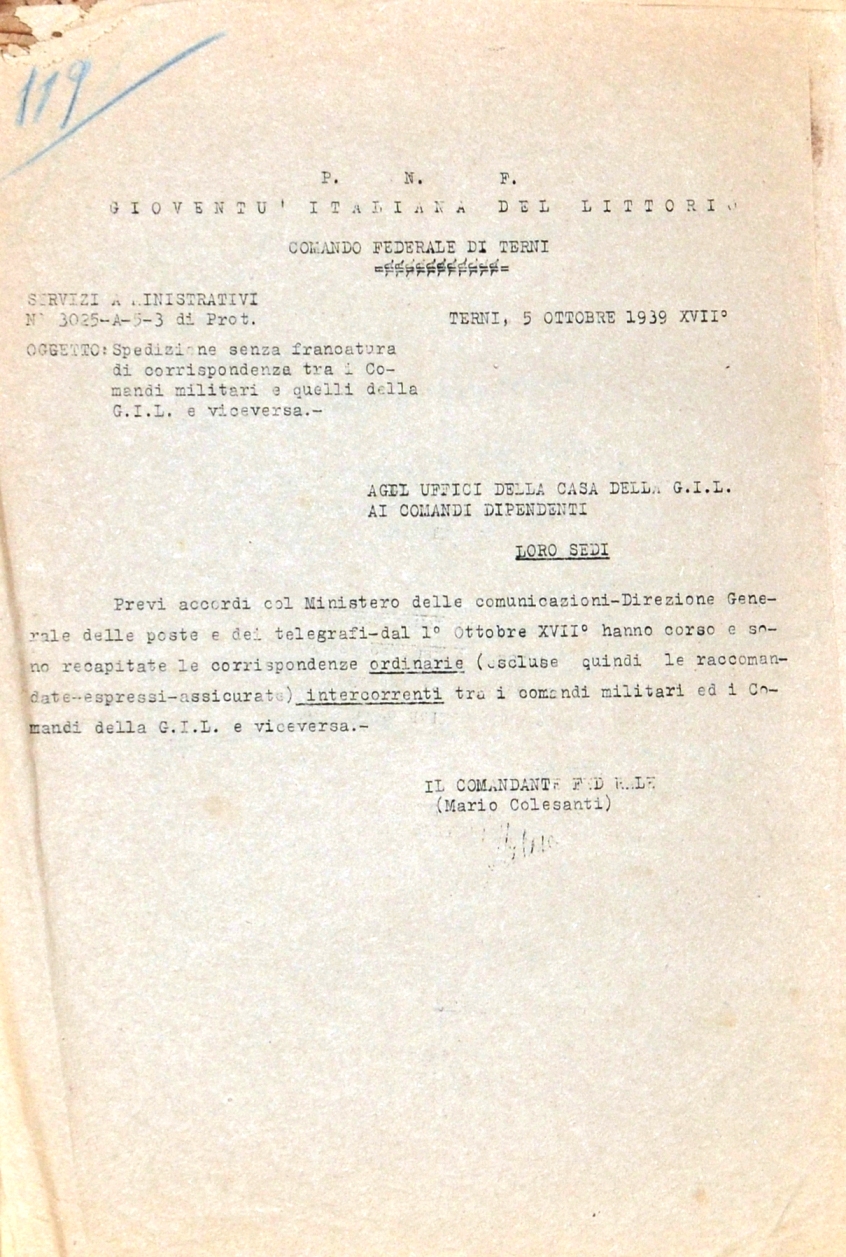 119
P. N. F.
GIOVENTU' ITALIANA DEL LITTORIO
COMANDO FEDERALE DI TERNI
SERVIZI AMMINISTRATIVI
N° 3025-A-5-3 di Prot.
TERNI, 5 OTTOBRE 1939 XVII°
OGGETTO: Spedizione senza francatura
di corrispondenza tra i Co-
mandi militari e quelli della
G.I.L. e viceversa.-
AGLI UFFICI DELLA CASA DELLA G.I.L.
AI COMANDI DIPENDENTI
LORO SEDI
Previ accordi col Ministero delle comunicazioni-Direzione Gene-
rale delle poste e dei telegrafi-dal 1° Ottobre XVII° hanno corso e so-
no recapitate le corrispondenze ordinarie (escluse quindi le raccoman-
date-espressi-assicurate) intercorrenti tra i comandi militari ed i Co-
mandi della G.I.L. e viceversa.-
IL COMANDANTE FEDERALE
(Mario Colesanti)